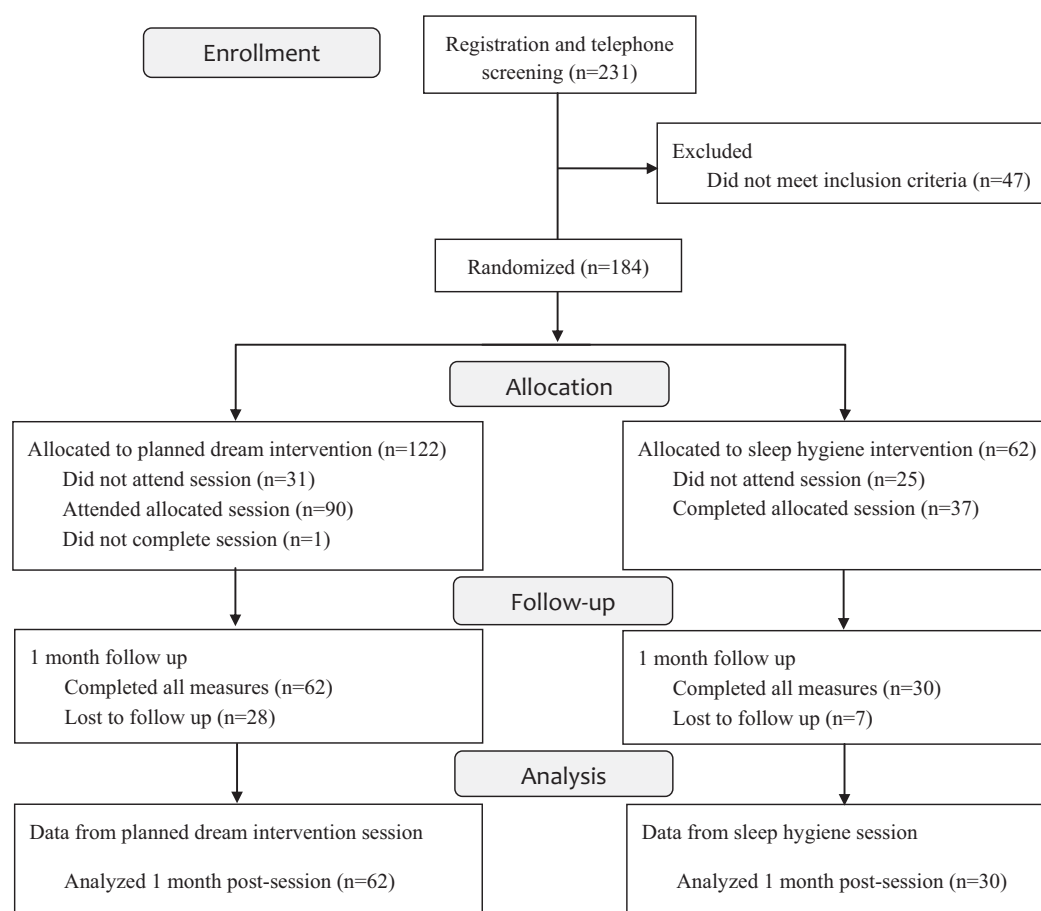 Enrollment
Registration and telephone
screening (n=231)
Excluded
Did not meet inclusion criteria (n=47)
Randomized (n=184)
Allocation
Allocated to planned dream intervention (n=122)
Did not attend session (n=31)
Attended allocated session (n=90)
Did not complete session (n=1)
Allocated to sleep hygiene intervention (n=62)
Did not attend session (n=25)
Completed allocated session (n=37)
Follow-up
1 month follow up
Completed all measures (n=62)
Lost to follow up (n=28)
1 month follow up
Completed all measures (n=30)
Lost to follow up (n=7)
Analysis
Data from planned dream intervention session
Analyzed 1 month post-session (n=62)
Data from sleep hygiene session
Analyzed 1 month post-session (n=30)